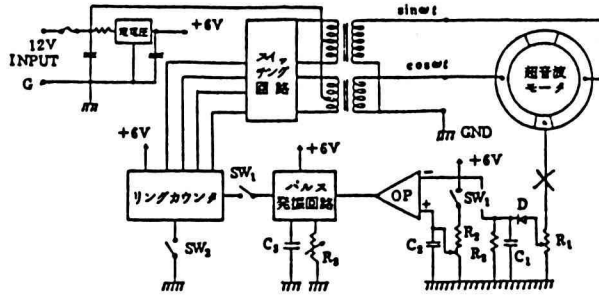 sinωt
12V
INPUT
定電圧
+6V
G
スイッ
チング
回路
cosωt
超音波
モータ
GND
+6V
リングカウンタ
SW₁
+6V
パルス
発振回路
C₃
R₃
SW₂
OP
−
+
+6V
SW₁
R₂
C₂
R₂
C₁
D
R₁